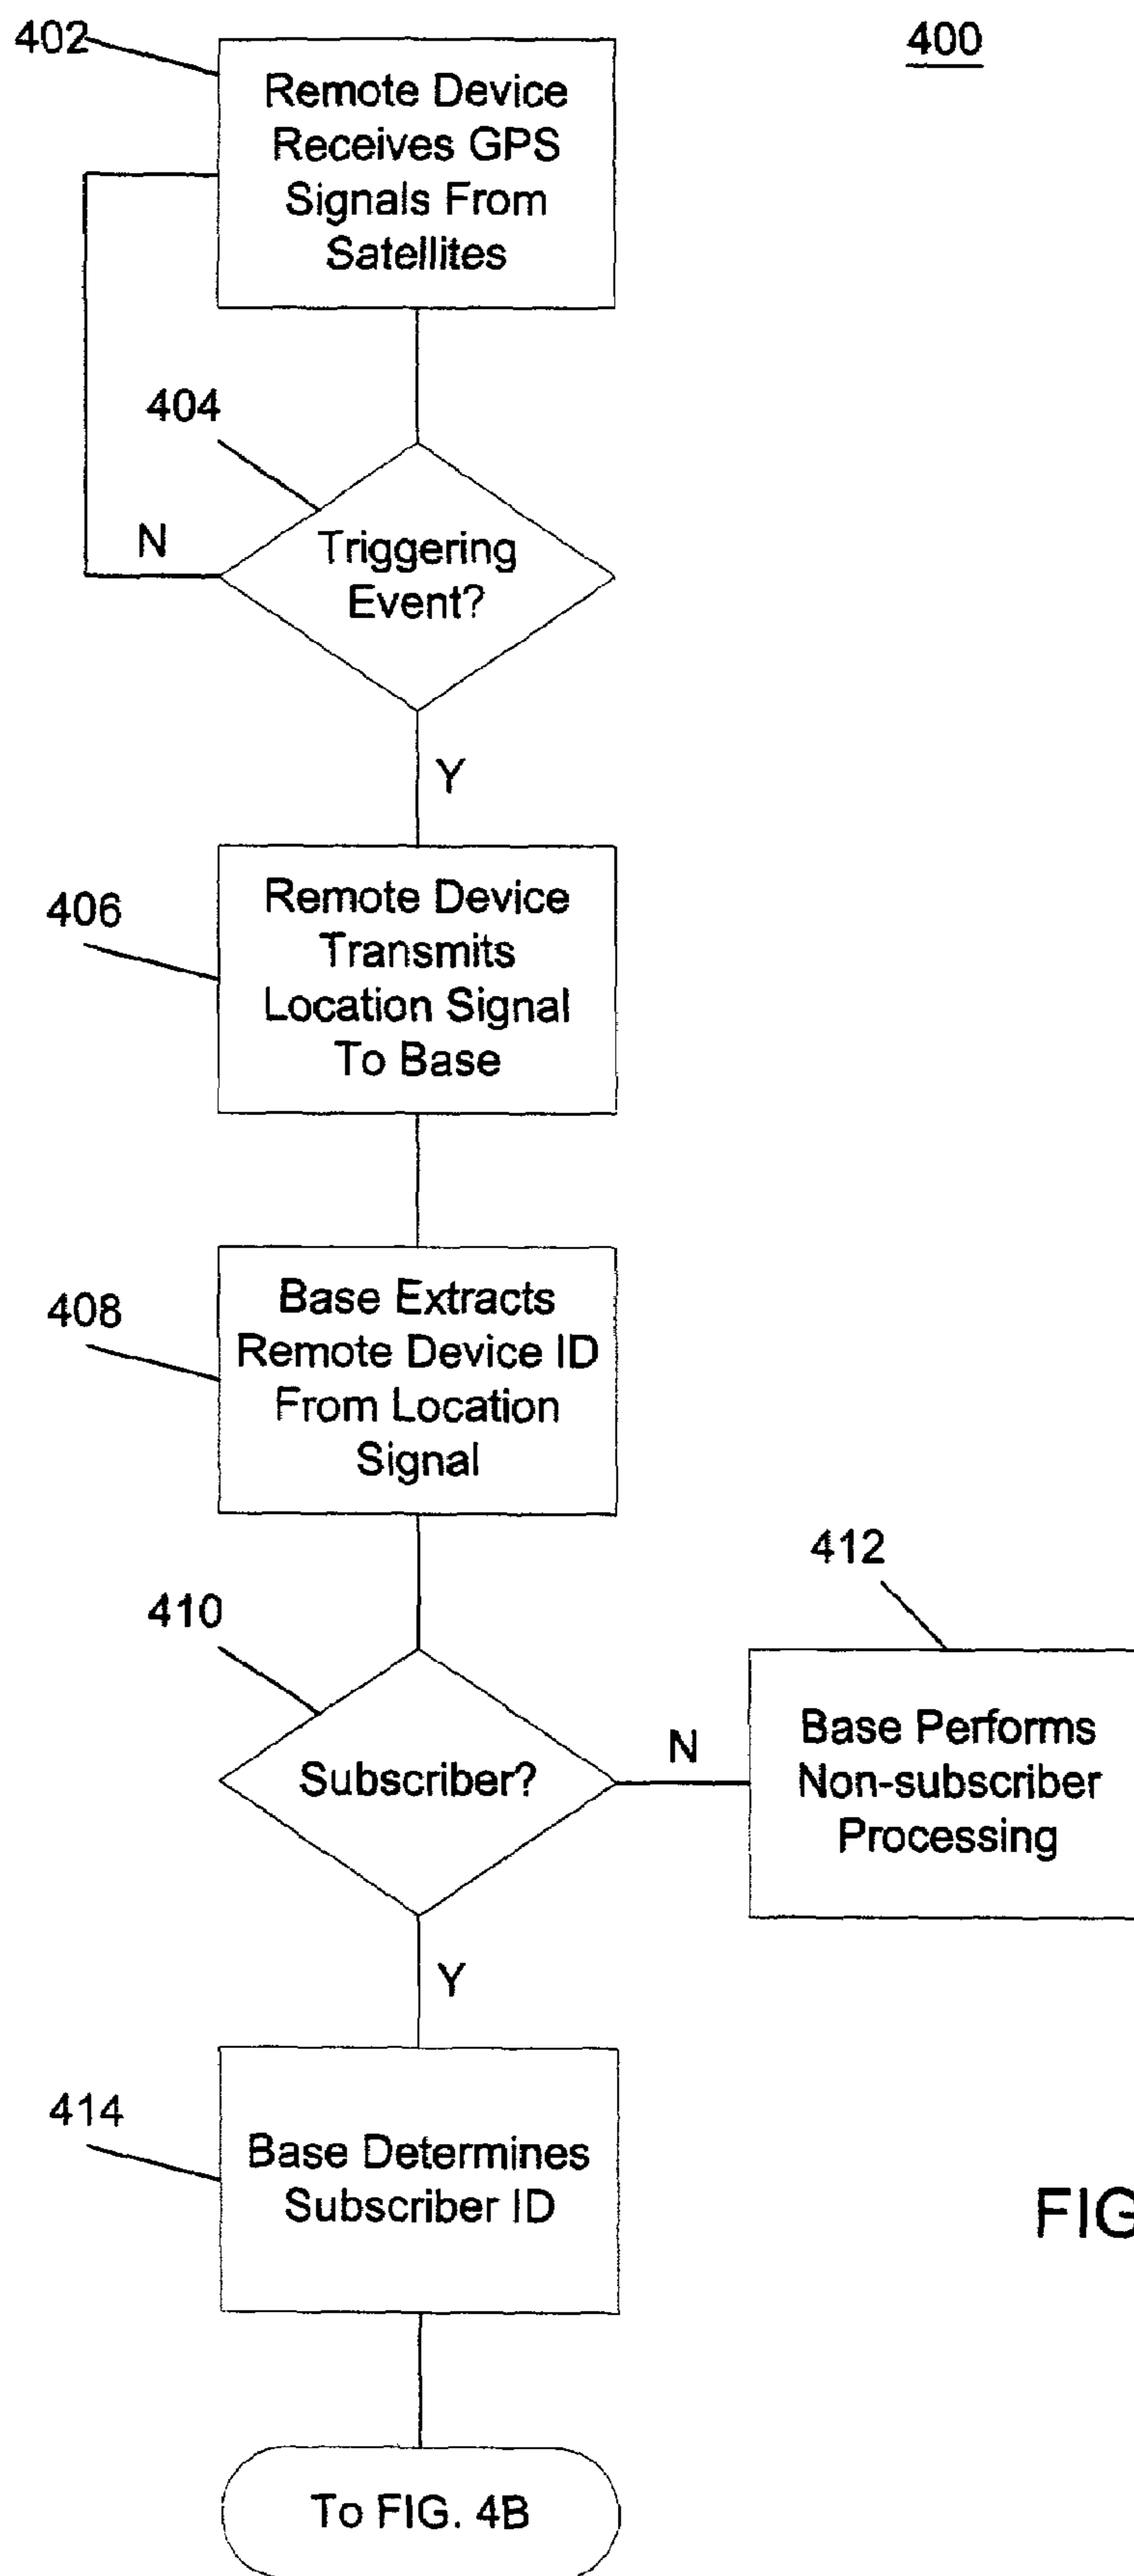 402
400
Remote Device
Receives GPS
Signals From
Satellites
404
N
Triggering
Event?
Y
406
Remote Device
Transmits
Location Signal
To Base
408
Base Extracts
Remote Device ID
From Location
Signal
412
410
Subscriber?
N
Base Performs
Non-subscriber
Processing
Y
414
Base Determines
Subscriber ID
FIG
To FIG. 4B